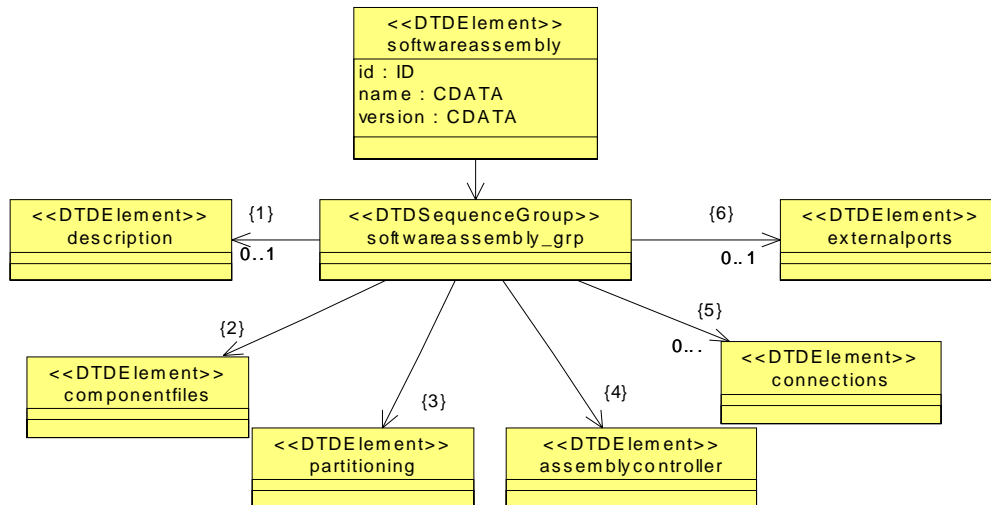 <<DTDElement>>
softwareassembly
id : ID
name : CDATA
version : CDATA
<<DTDElement>>
description
{1}
0..1
<<DTDSequenceGroup>>
softwareassembly_grp
{6}
0..1
<<DTDElement>>
externalports
{2}
<<DTDElement>>
componentfiles
{3}
<<DTDElement>>
partitioning
{4}
<<DTDElement>>
assemblycontroller
{5}
0...
<<DTDElement>>
connections